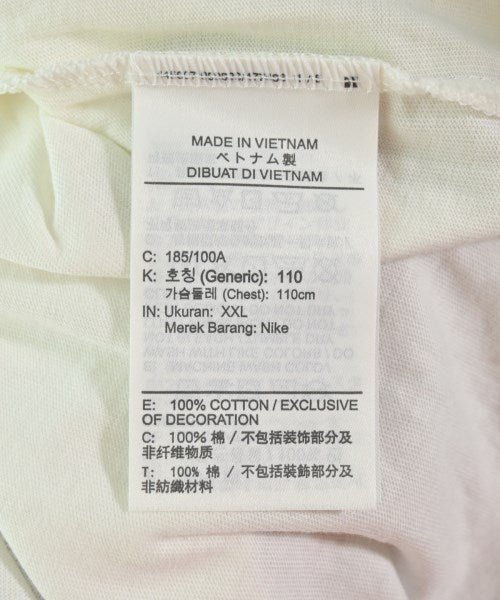 MADE IN VIETNAM
ベトナム製
DIBUAT DI VIETNAM
C: 185/100A
K: 호칭 (Generic): 110
가슴둘레 (Chest): 110cm
IN: Ukuran: XXL
Merek Barang: Nike
E: 100% COTTON / EXCLUSIVE
OF DECORATION
C: 100% 棉 / 不包括装饰部分及
非纤维物质
T: 100% 棉 / 不包括裝飾部分及
非紡織材料